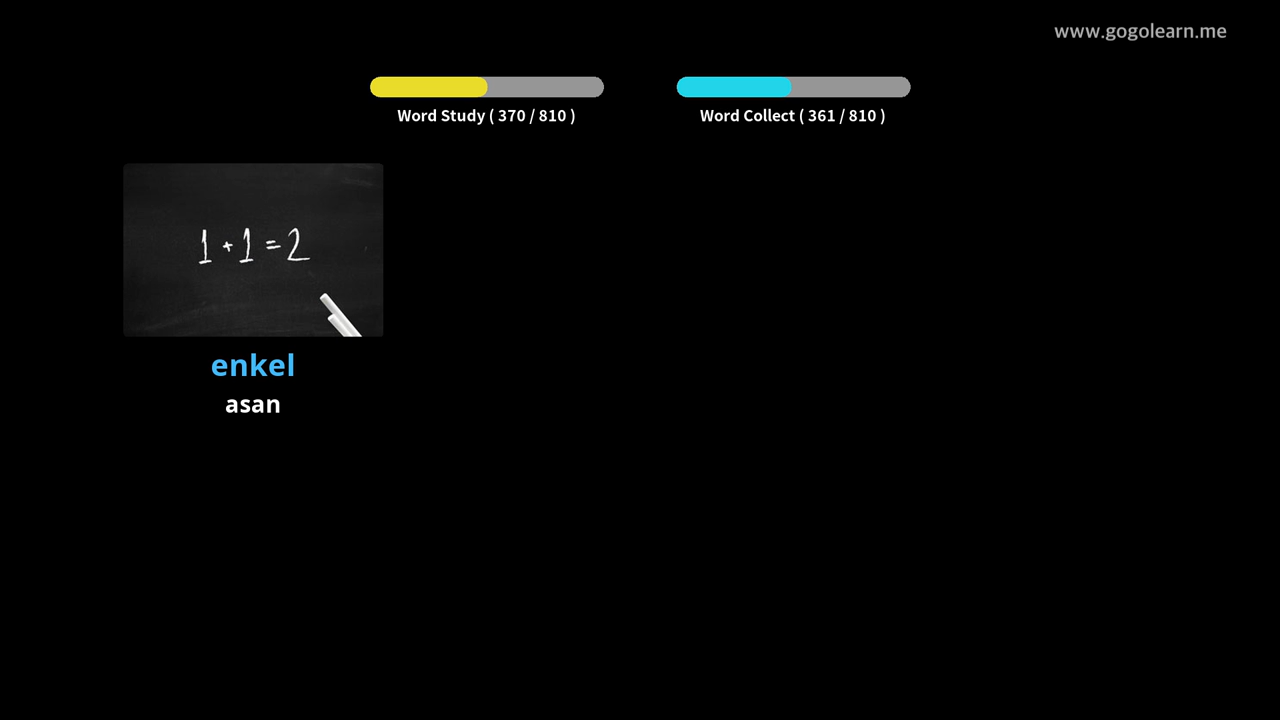 www.gogolearn.me
Word Study ( 370 / 810 )
Word Collect ( 361 / 810 )
1 + 1 = 2
enkel
asan